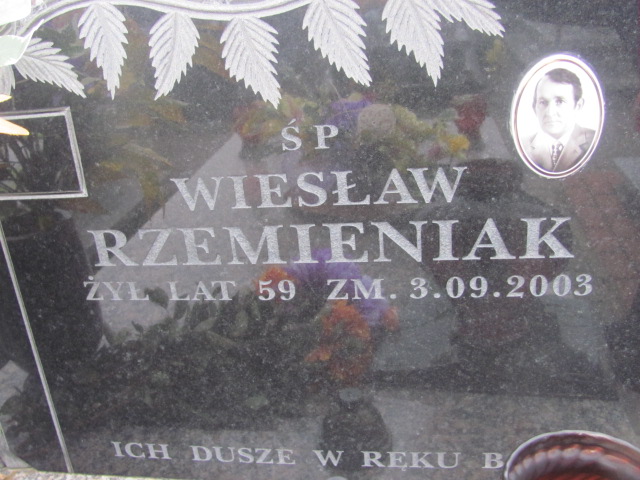 ŚP
WIESŁAW
RZEMIENIAK
ŻYŁ LAT 59 ZM. 3.09.2003
ICH DUSZE W RĘKU